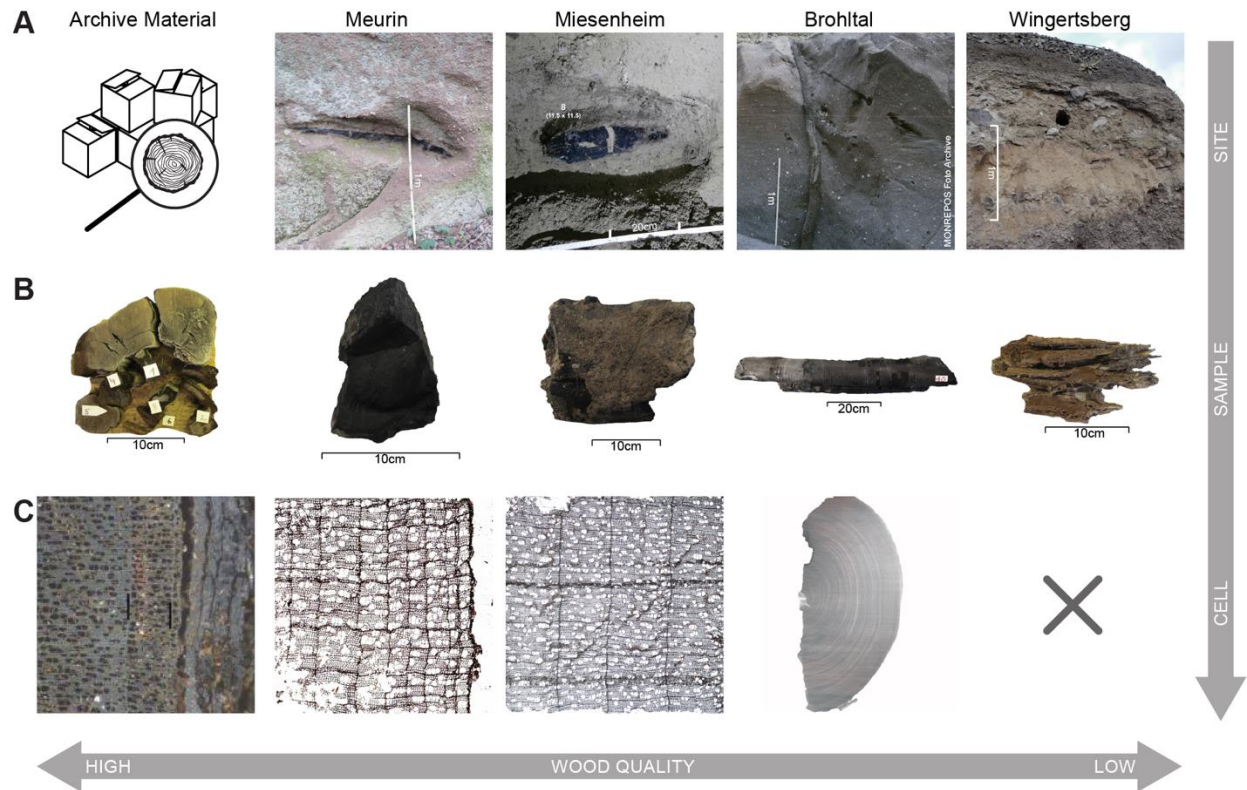 Archive Material
Meurin
Miesenheim
Brohltal
Wingertsberg
A
1m
8
(11.5 x 11.5)
20cm
1m
MONREPOS Foto Archive
1m
SITE
B
10cm
10cm
10cm
20cm
10cm
SAMPLE
C
CELL
HIGH
WOOD QUALITY
LOW